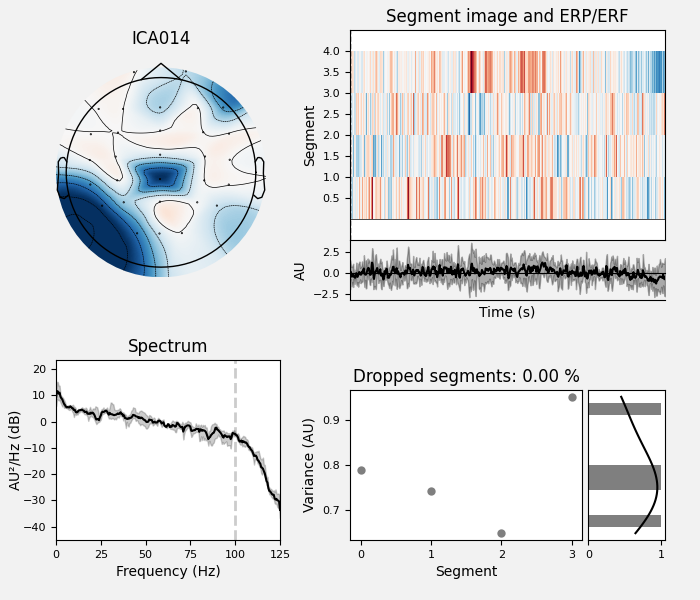 ICA014
Segment image and ERP/ERF
Segment
4.0
3.5
3.0
2.5
2.0
1.5
1.0
0.5
AU
2.5
0.0
−2.5
Time (s)
Spectrum
AU²/Hz (dB)
20
10
0
−10
−20
−30
−40
0 25 50 75 100 125
Frequency (Hz)
Dropped segments: 0.00 %
Variance (AU)
0.9
0.8
0.7
0 1 2 3
Segment
0 1